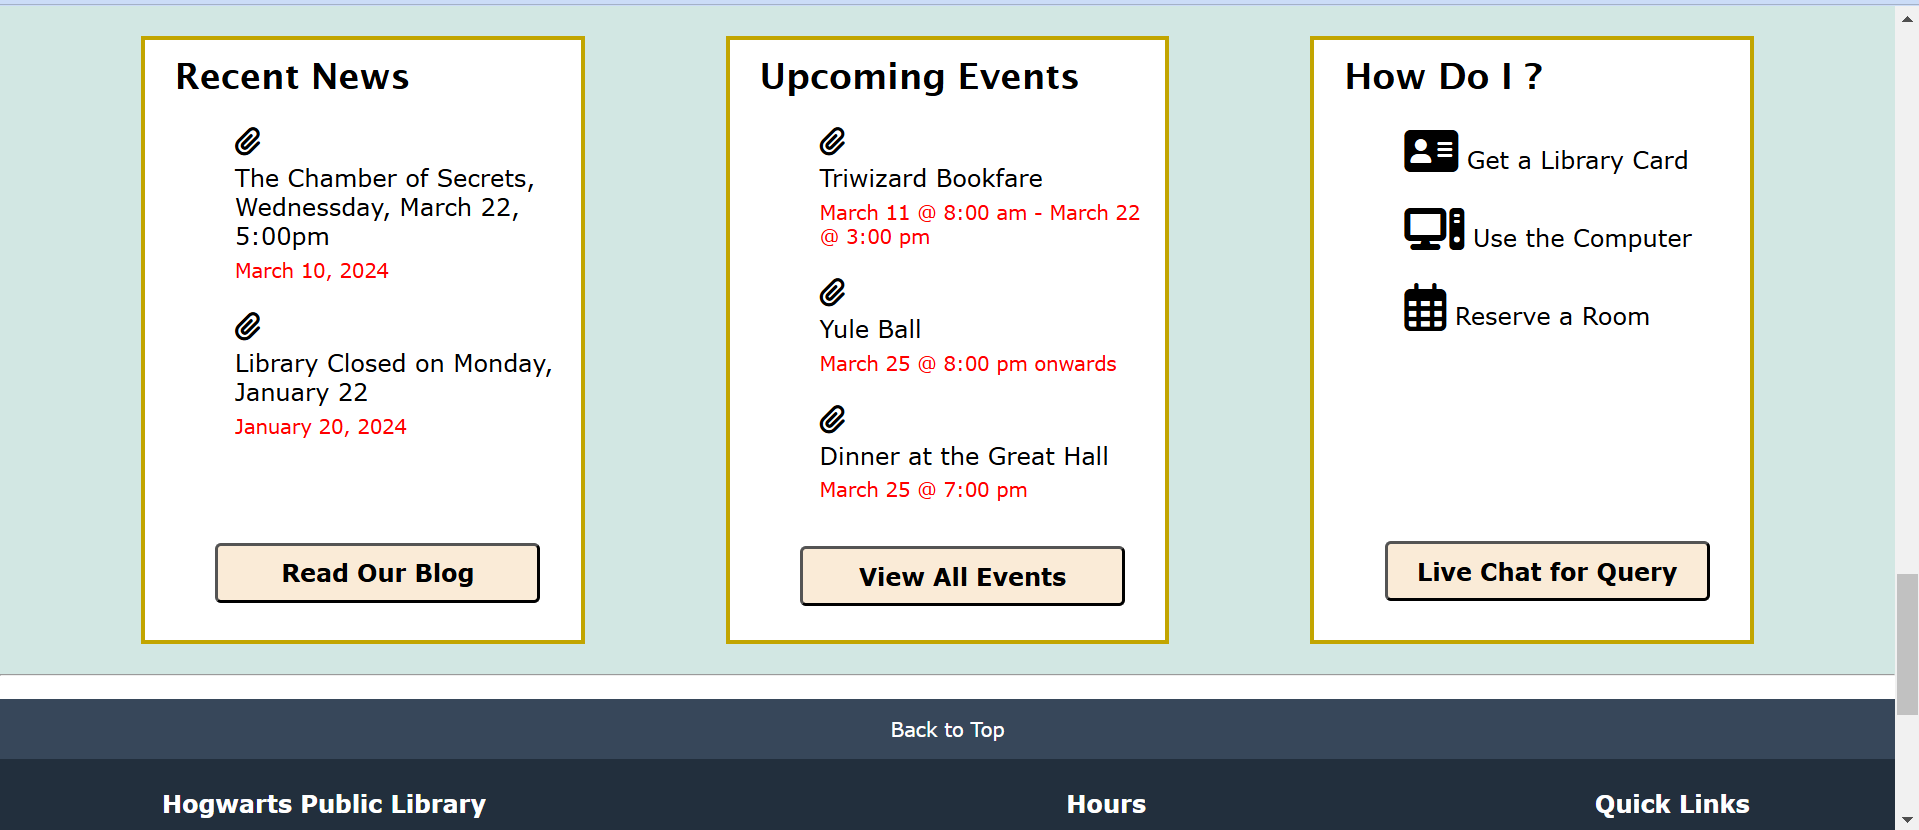 Recent News
The Chamber of Secrets,
Wednessday, March 22,
5:00pm
March 10, 2024
Library Closed on Monday,
January 22
January 20, 2024
Read Our Blog
Upcoming Events
Triwizard Bookfare
March 11 @ 8:00 am - March 22
@ 3:00 pm
Yule Ball
March 25 @ 8:00 pm onwards
Dinner at the Great Hall
March 25 @ 7:00 pm
View All Events
How Do I ?
Get a Library Card
Use the Computer
Reserve a Room
Live Chat for Query
Back to Top
Hogwarts Public Library
Hours
Quick Links